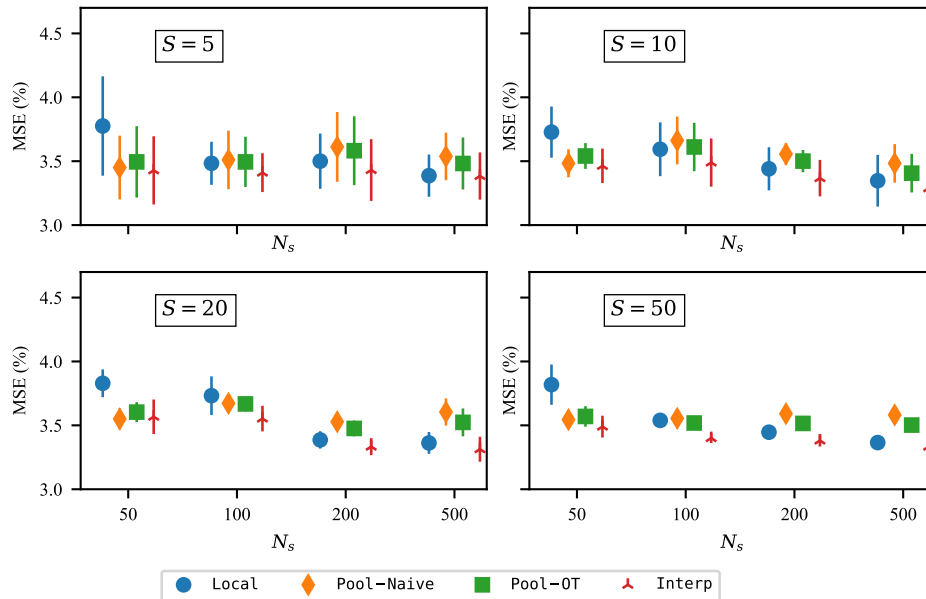 4.5
4.0
3.5
3.0
MSE (%)
S = 5
N_s
MSE (%)
S = 10
N_s
4.5
4.0
3.5
3.0
MSE (%)
S = 20
50 100 200 500
N_s
MSE (%)
S = 50
50 100 200 500
N_s
Local Pool-Naive Pool-OT Interp